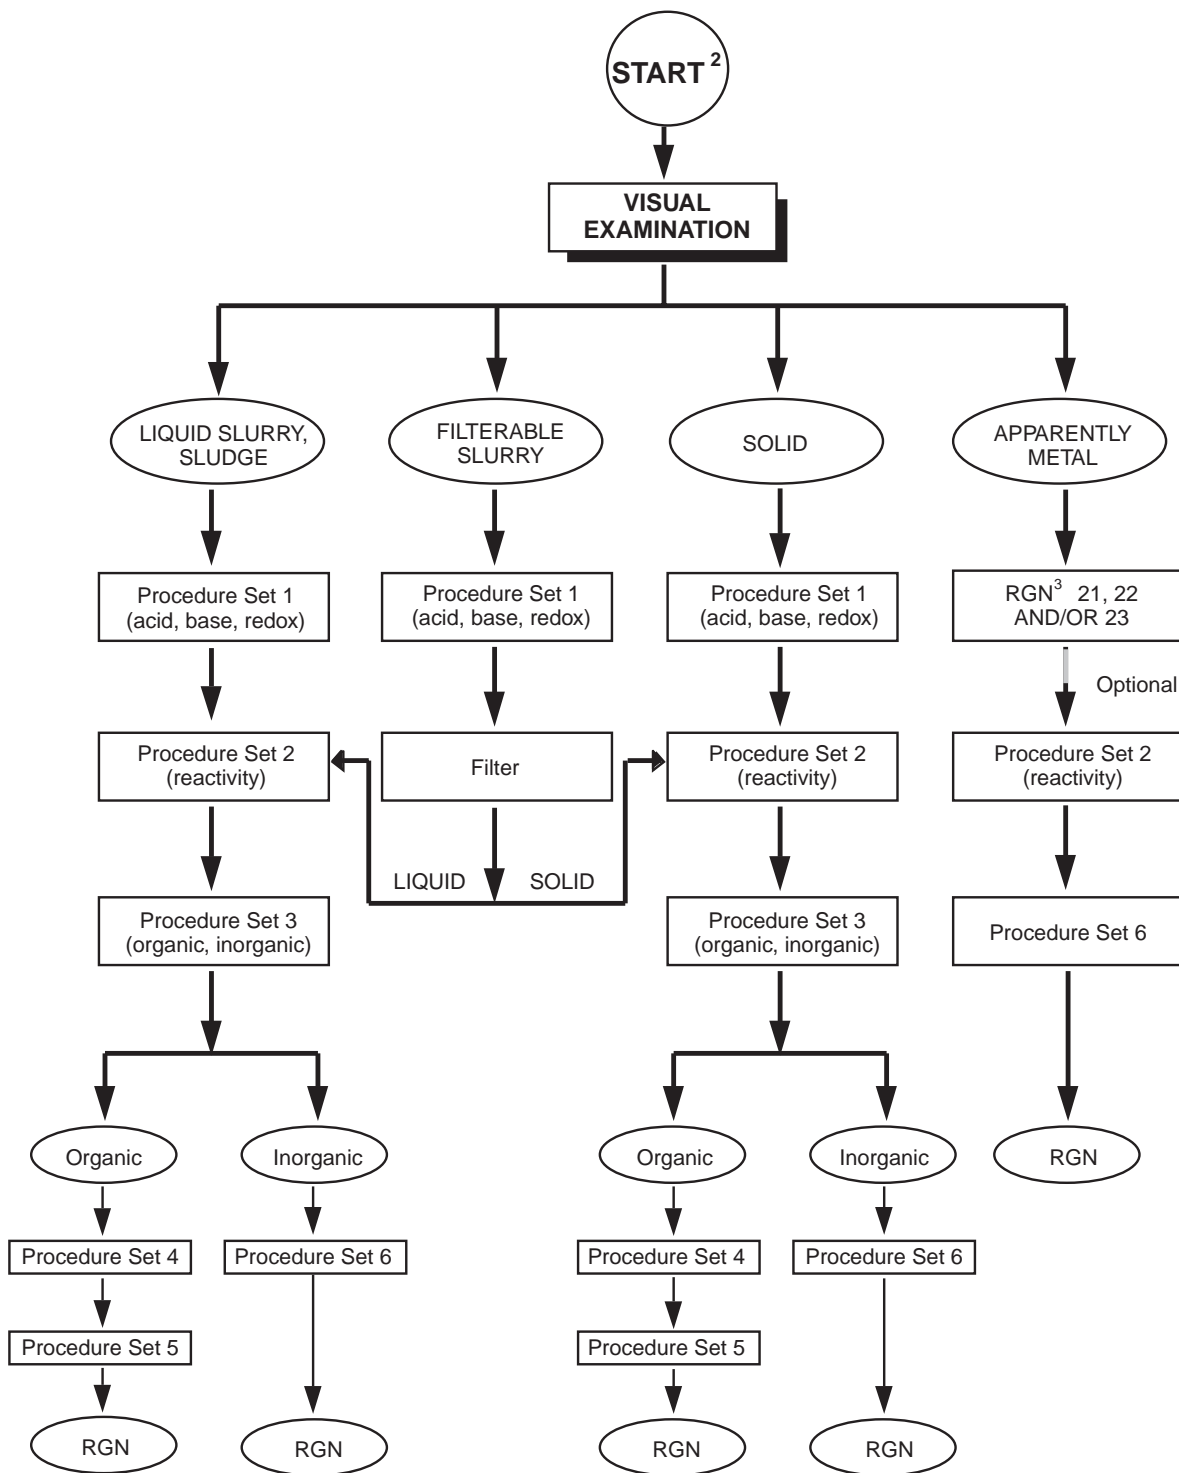 START 2
VISUAL
EXAMINATION
LIQUID SLURRY,
SLUDGE
FILTERABLE
SLURRY
SOLID
APPARENTLY
METAL
Procedure Set 1
(acid, base, redox)
Procedure Set 1
(acid, base, redox)
Procedure Set 1
(acid, base, redox)
RGN3 21, 22
AND/OR 23
Optional
Procedure Set 2
(reactivity)
Filter
Procedure Set 2
(reactivity)
Procedure Set 2
(reactivity)
LIQUID
SOLID
Procedure Set 3
(organic, inorganic)
Procedure Set 3
(organic, inorganic)
Procedure Set 6
Organic
Inorganic
Organic
Inorganic
RGN
Procedure Set 4
Procedure Set 6
Procedure Set 4
Procedure Set 6
Procedure Set 5
Procedure Set 5
RGN
RGN
RGN
RGN